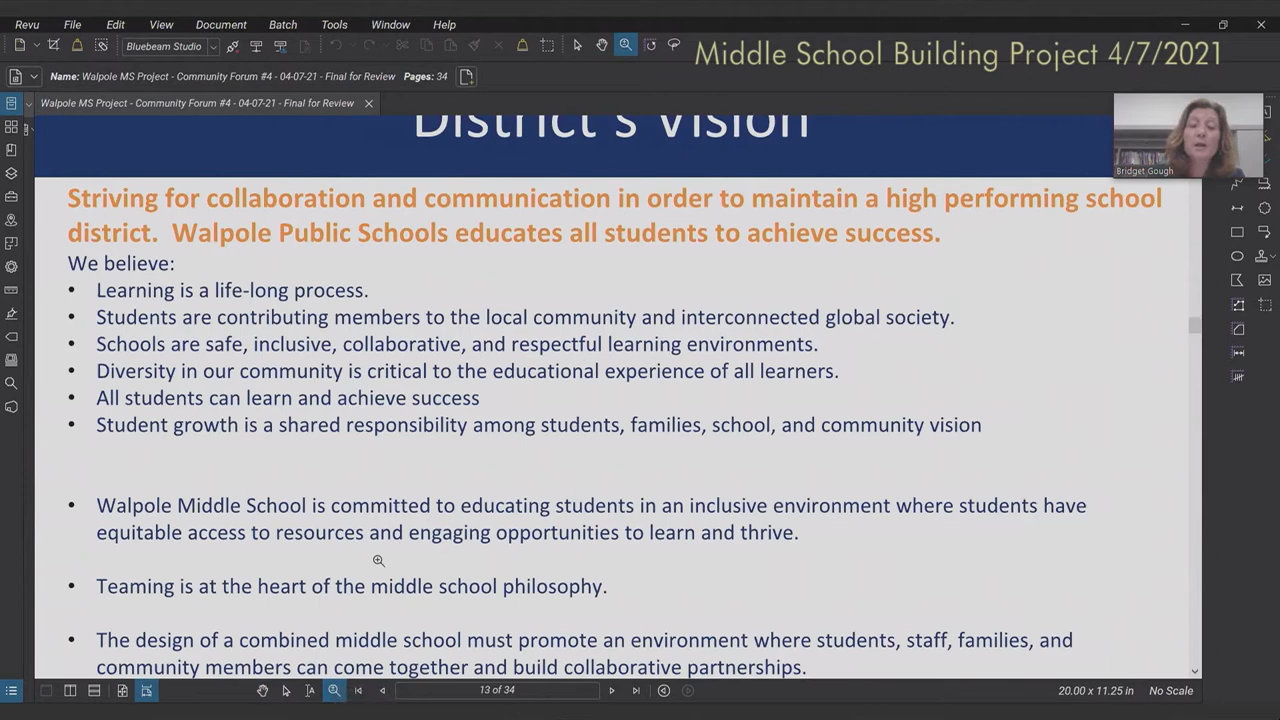 Revu File Edit View Document Batch Tools Window Help
Bluebeam Studio
Middle School Building Project 4/7/2021
Name: Walpole MS Project - Community Forum #4 - 04-07-21 - Final for Review Pages: 34
Walpole MS Project - Community Forum #4 - 04-07-21 - Final for Review
District's Vision
Bridget Gough
Striving for collaboration and communication in order to maintain a high performing school
district. Walpole Public Schools educates all students to achieve success.
We believe:
• Learning is a life-long process.
• Students are contributing members to the local community and interconnected global society.
• Schools are safe, inclusive, collaborative, and respectful learning environments.
• Diversity in our community is critical to the educational experience of all learners.
• All students can learn and achieve success
• Student growth is a shared responsibility among students, families, school, and community vision
• Walpole Middle School is committed to educating students in an inclusive environment where students have
equitable access to resources and engaging opportunities to learn and thrive.
• Teaming is at the heart of the middle school philosophy.
• The design of a combined middle school must promote an environment where students, staff, families, and
community members can come together and build collaborative partnerships.
13 of 34
20.00 x 11.25 in No Scale